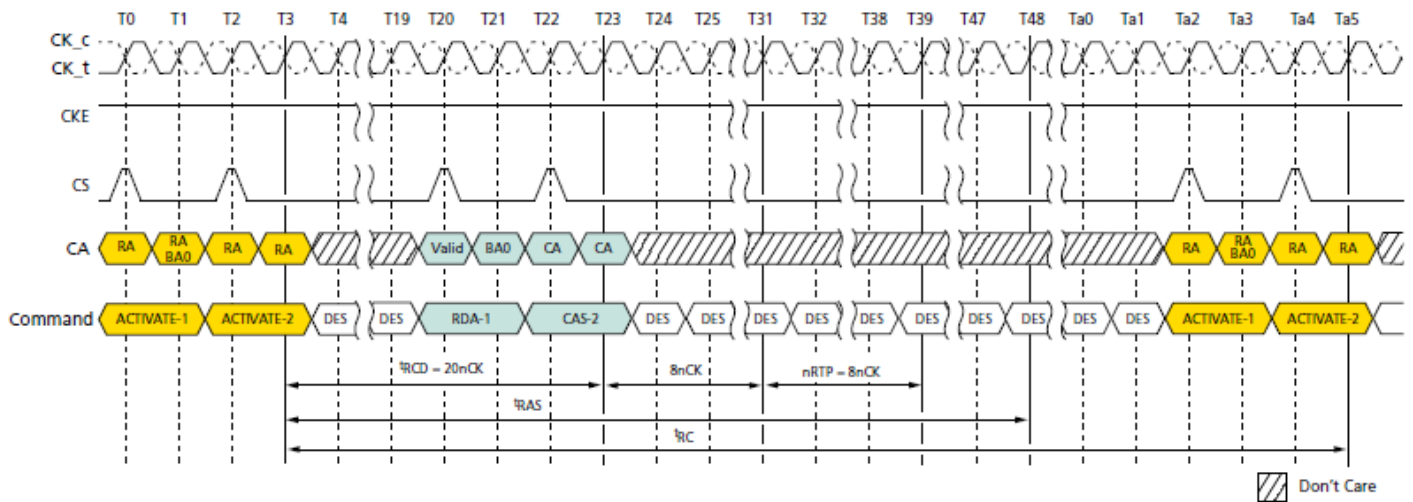 T0 T1 T2 T3 T4 T19 T20 T21 T22 T23 T24 T25 T31 T32 T38 T39 T47 T48 Ta0 Ta1 Ta2 Ta3 Ta4 Ta5
CK_c
CK_t
CKE
CS
CA RA RA BA0 RA RA Valid BA0 CA CA RA RA BA0 RA RA
Command ACTIVATE-1 ACTIVATE-2 DES DES RDA-1 CAS-2 DES DES DES DES DES DES DES DES DES DES ACTIVATE-1 ACTIVATE-2
tRCD = 20nCK 8nCK nRTP = 8nCK
tRAS
tRC
Don't Care